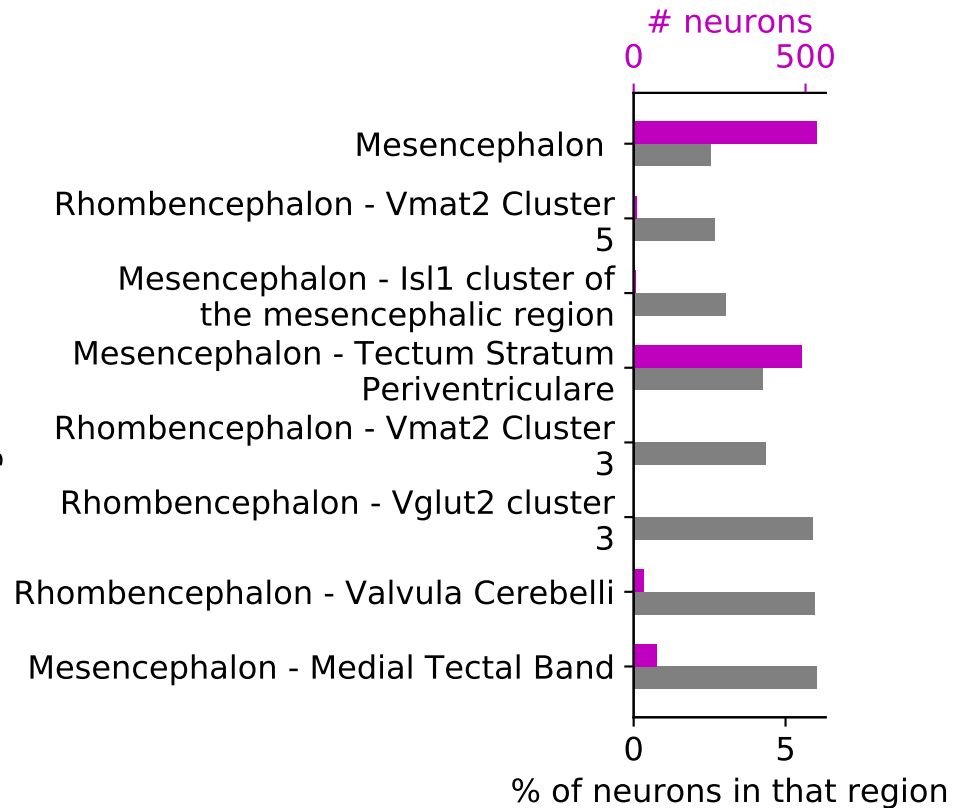 # neurons
0 500
Mesencephalon
Rhombencephalon - Vmat2 Cluster
5
Mesencephalon - Isl1 cluster of
the mesencephalic region
Mesencephalon - Tectum Stratum
Periventriculare
Rhombencephalon - Vmat2 Cluster
3
Rhombencephalon - Vglut2 cluster
3
Rhombencephalon - Valvula Cerebelli
Mesencephalon - Medial Tectal Band
0 5
% of neurons in that region